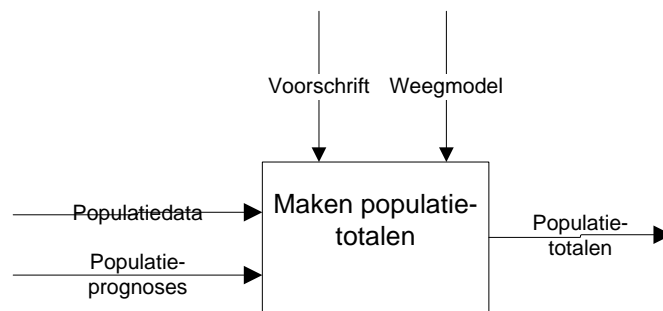 Voorschrift
Weegmodel
Populatiedata
Maken populatie-
totalen
Populatie-
totalen
Populatie-
prognoses